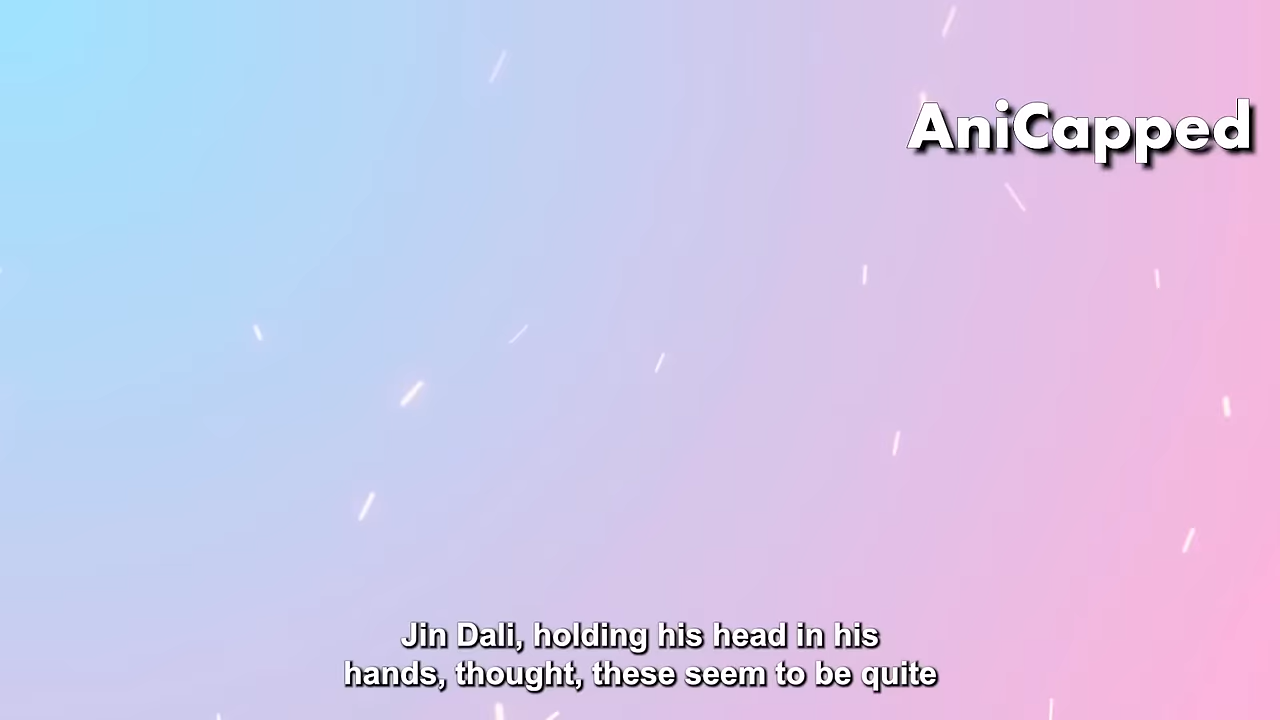 AniCapped
Jin Dali, holding his head in his
hands, thought, these seem to be quite